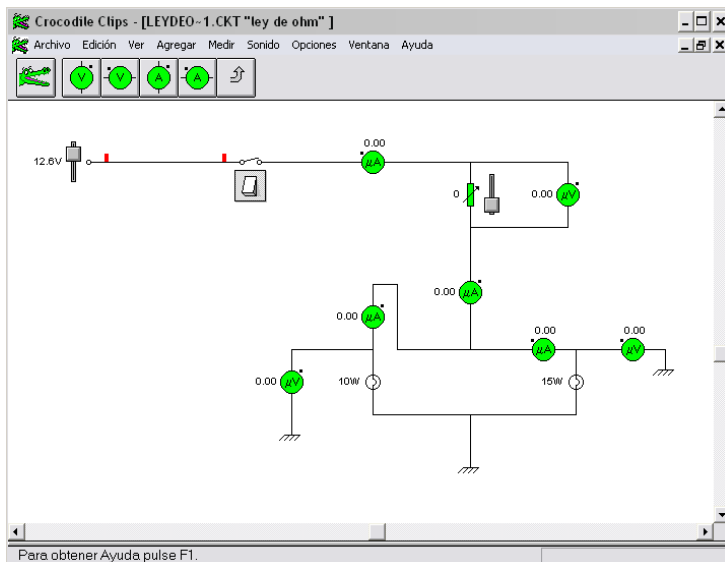 Crocodile Clips - [LEYDEO~1.CKT "ley de ohm" ]
Archivo Edición Ver Agregar Medir Sonido Opciones Ventana Ayuda
V V A A
12.6V
0.00
µA
0
0.00 µV
0.00 µA
0.00 µA
0.00
µA
0.00
µV
0.00 µV
10W
15W
Para obtener Ayuda pulse F1.